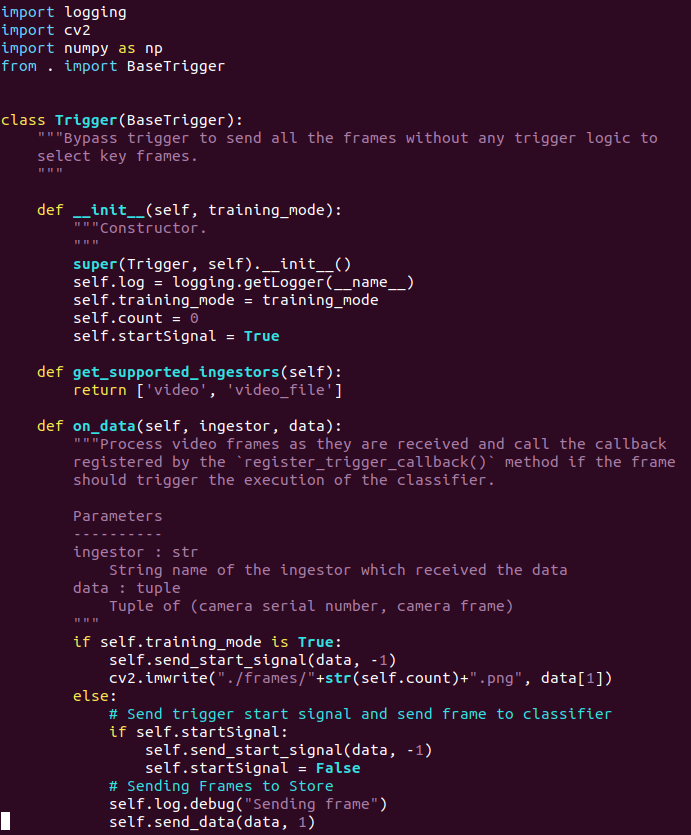 import logging
import cv2
import numpy as np
from . import BaseTrigger


class Trigger(BaseTrigger):
    """Bypass trigger to send all the frames without any trigger logic to
    select key frames.
    """

    def __init__(self, training_mode):
        """Constructor.
        """
        super(Trigger, self).__init__()
        self.log = logging.getLogger(__name__)
        self.training_mode = training_mode
        self.count = 0
        self.startSignal = True

    def get_supported_ingestors(self):
        return ['video', 'video_file']

    def on_data(self, ingestor, data):
        """Process video frames as they are received and call the callback
        registered by the `register_trigger_callback()` method if the frame
        should trigger the execution of the classifier.

        Parameters
        ----------
        ingestor : str
            String name of the ingestor which received the data
        data : tuple
            Tuple of (camera serial number, camera frame)
        """
        if self.training_mode is True:
            self.send_start_signal(data, -1)
            cv2.imwrite("./frames/"+str(self.count)+".png", data[1])
        else:
            # Send trigger start signal and send frame to classifier
            if self.startSignal:
                self.send_start_signal(data, -1)
                self.startSignal = False
            # Sending Frames to Store
            self.log.debug("Sending frame")
            self.send_data(data, 1)